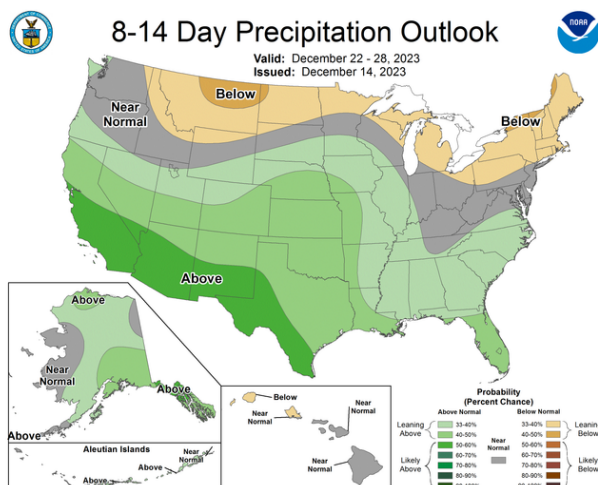 8-14 Day Precipitation Outlook
NOAA
Valid: December 22 - 28, 2023
Issued: December 14, 2023
Below
Near
Normal
Below
Above
Above
Near
Normal
Above
Above
Aleutian Islands
Near
Normal
Above
Above
Below
Near
Normal
Near
Normal
Near
Normal
Probability
(Percent Chance)
Above Normal
Below Normal
Leaning
Above
33-40%
40-50%
50-60%
Likely
Above
60-70%
70-80%
80-90%
Near
Normal
33-40%
40-50%
50-60%
60-70%
70-80%
80-90%
Leanin
Below
Likely
Below